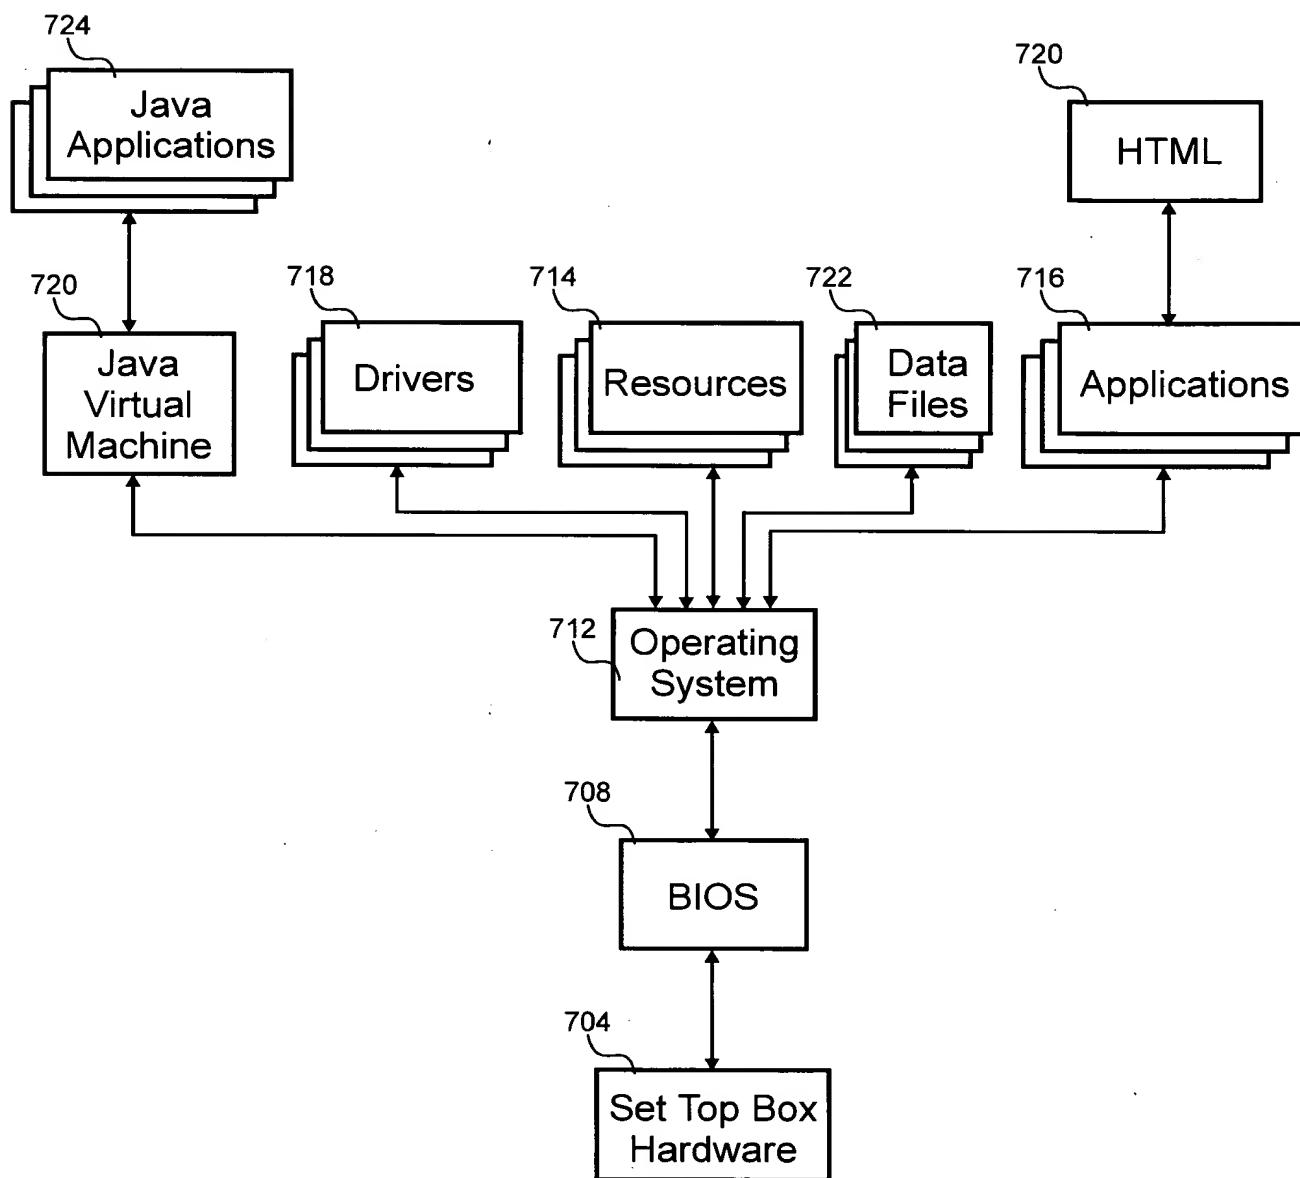 724
Java
Applications
720
HTML
720
Java
Virtual
Machine
718
Drivers
714
Resources
722
Data
Files
716
Applications
712
Operating
System
708
BIOS
704
Set Top Box
Hardware